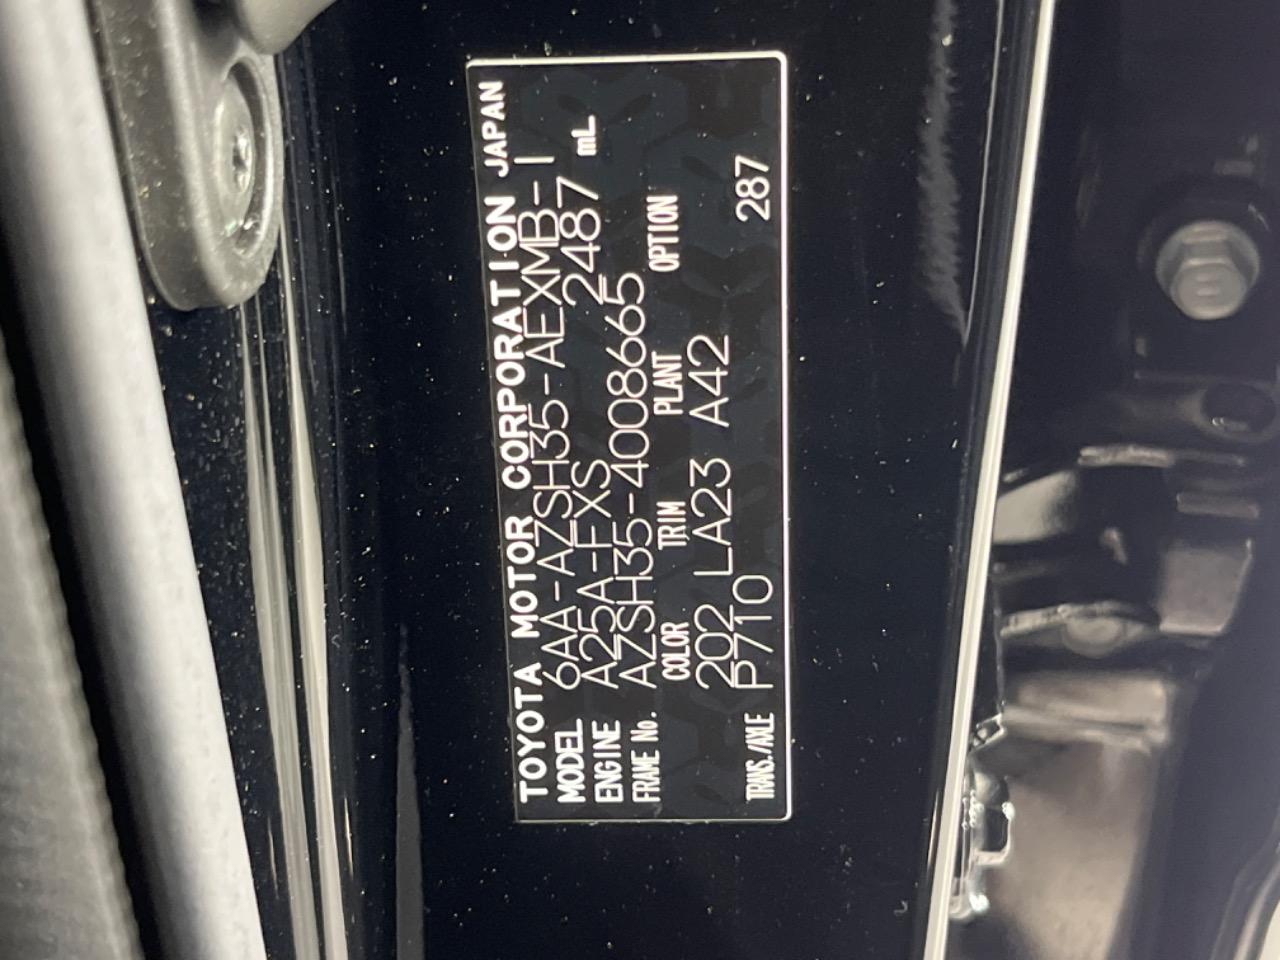 TOYOTA MOTOR CORPORATION JAPAN
MODEL 6AA-AZSH35-AEXMB-I
ENGINE A25A-FXS 2487 mL
FRAME No. AZSH35-4008665
COLOR TRIM PLANT OPTION
202 LA23 A42
TRANS./AXLE P710 287